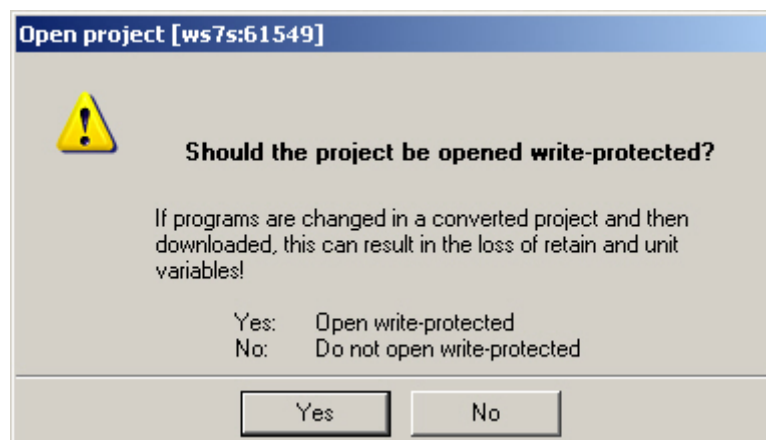 Open project [ws7s:61549]
Should the project be opened write-protected?
If programs are changed in a converted project and then
downloaded, this can result in the loss of retain and unit
variables!
Yes: Open write-protected
No: Do not open write-protected
Yes No